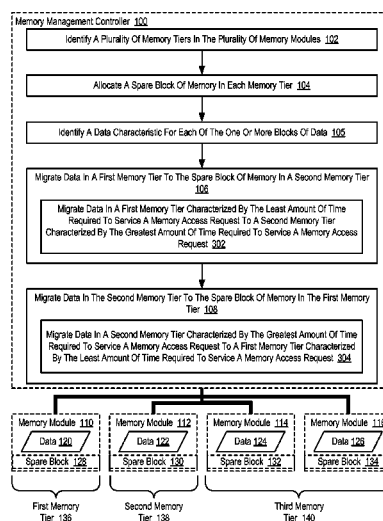 Memory Management Controller 100
Identify A Plurality Of Memory Tiers In The Plurality Of Memory Modules 102
Allocate A Spare Block Of Memory In Each Memory Tier 104
Identify A Data Characteristic For Each Of The One Or More Blocks Of Data 105
Migrate Data In A First Memory Tier To The Spare Block Of Memory In A Second Memory Tier
106
Migrate Data In A First Memory Tier Characterized By The Least Amount Of Time
Required To Service A Memory Access Request To A Second Memory Tier
Characterized By The Greatest Amount Of Time Required To Service A Memory Access
Request 302
Migrate Data In The Second Memory Tier To The Spare Block Of Memory In The First Memory
Tier 108
Migrate Data In A Second Memory Tier Characterized By The Greatest Amount Of Time
Required To Service A Memory Access Request To A First Memory Tier Characterized
By The Least Amount Of Time Required To Service A Memory Access Request 304
Memory Module 110
Data 120
Spare Block 128
Memory Module 112
Data 122
Spare Block 130
Memory Module 114
Data 124
Spare Block 132
Memory Module 116
Data 126
Spare Block 134
First Memory
Tier 136
Second Memory
Tier 138
Third Memory
Tier 140